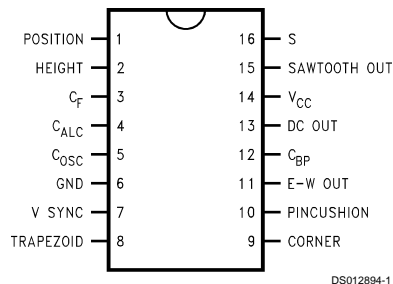 POSITION 1 16 S
HEIGHT 2 15 SAWTOOTH OUT
CF 3 14 VCC
CALC 4 13 DC OUT
COSC 5 12 CBP
GND 6 11 E-W OUT
V SYNC 7 10 PINCUSHION
TRAPEZOID 8 9 CORNER
DS012894-1